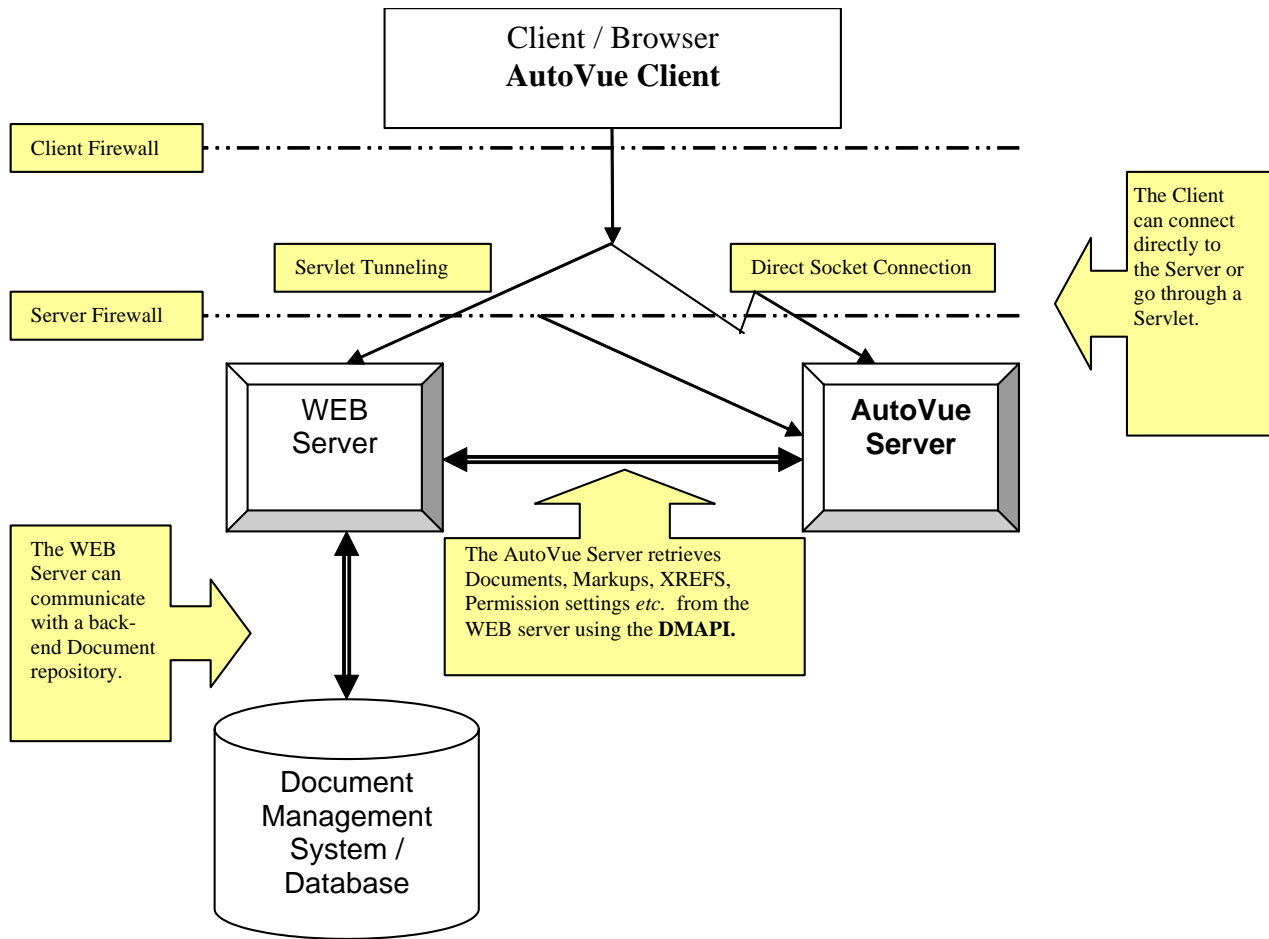 Client / Browser
AutoVue Client
Client Firewall
The Client
can connect
directly to
the Server or
go through a
Servlet.
Servlet Tunneling
Direct Socket Connection
Server Firewall
WEB
Server
AutoVue
Server
The WEB
Server can
communicate
with a back-
end Document
repository.
The AutoVue Server retrieves
Documents, Markups, XREFS,
Permission settings etc. from the
WEB server using the DMAPI.
Document
Management
System /
Database